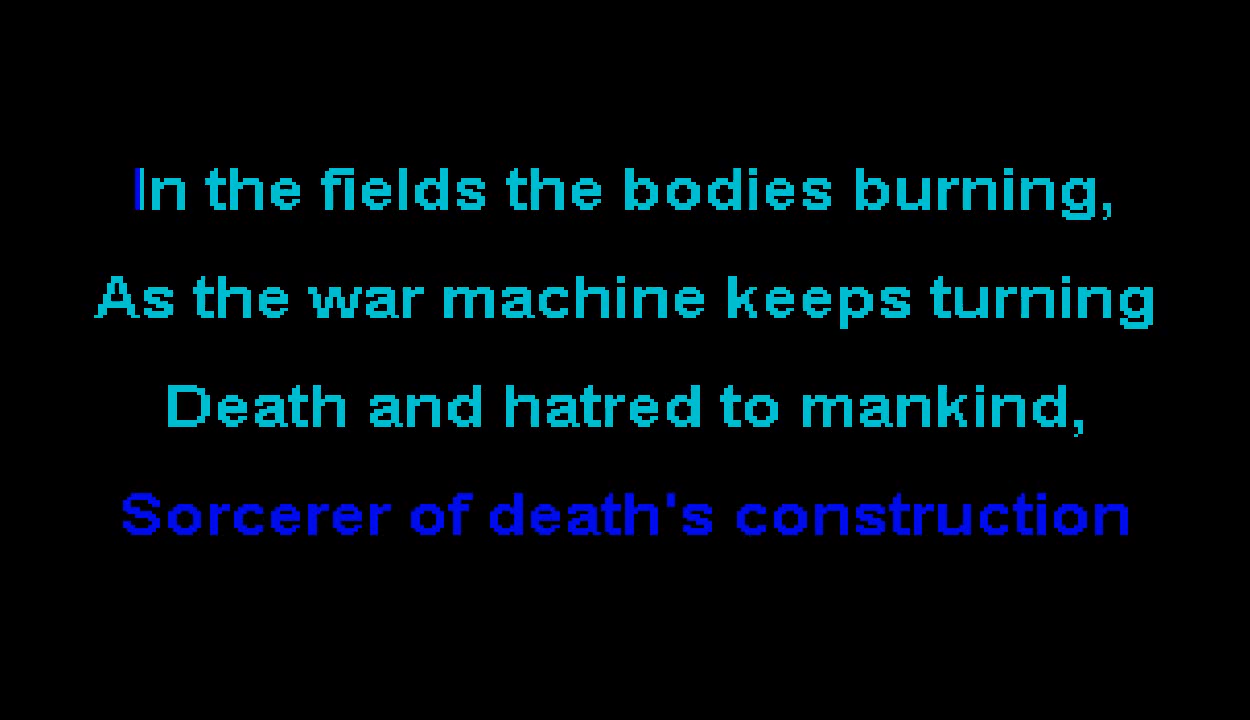 In the fields the bodies burning,
As the war machine keeps turning
Death and hatred to mankind,
Sorcerer of death's construction